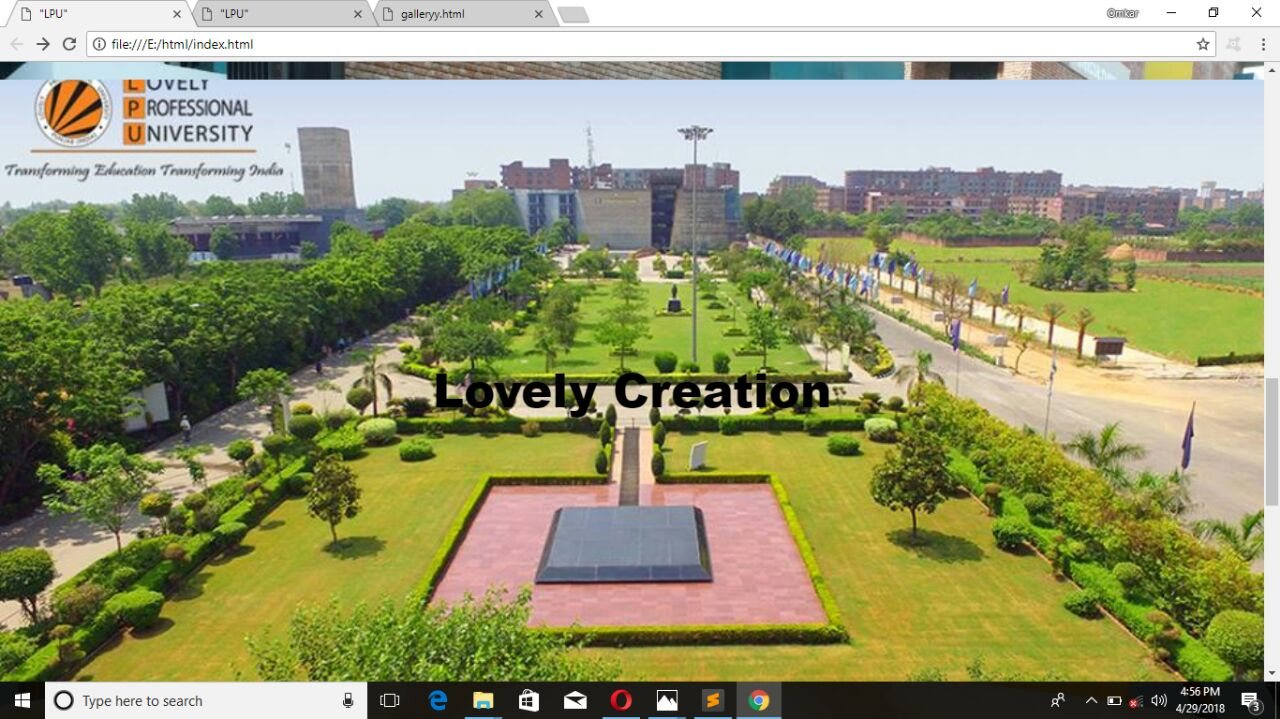 "LPU"
"LPU"
galleryy.html
Omkar
file:///E:/html/index.html
LOVELY
PROFESSIONAL
UNIVERSITY
Transforming Education Transforming India
Lovely Creation
Type here to search
4:56 PM
4/29/2018
3